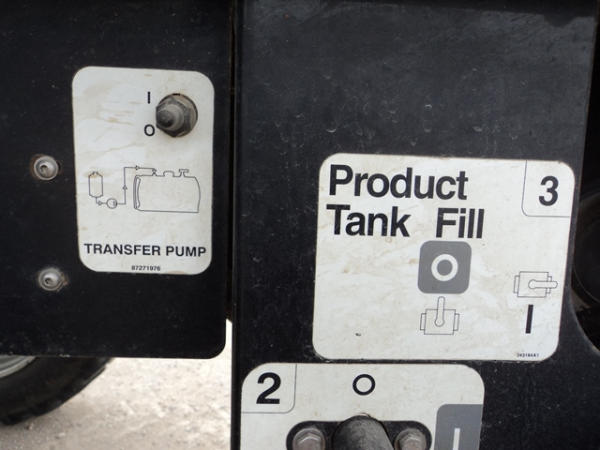 I
O
TRANSFER PUMP
87271976
Product
Tank Fill
3
O
I
2
O
I